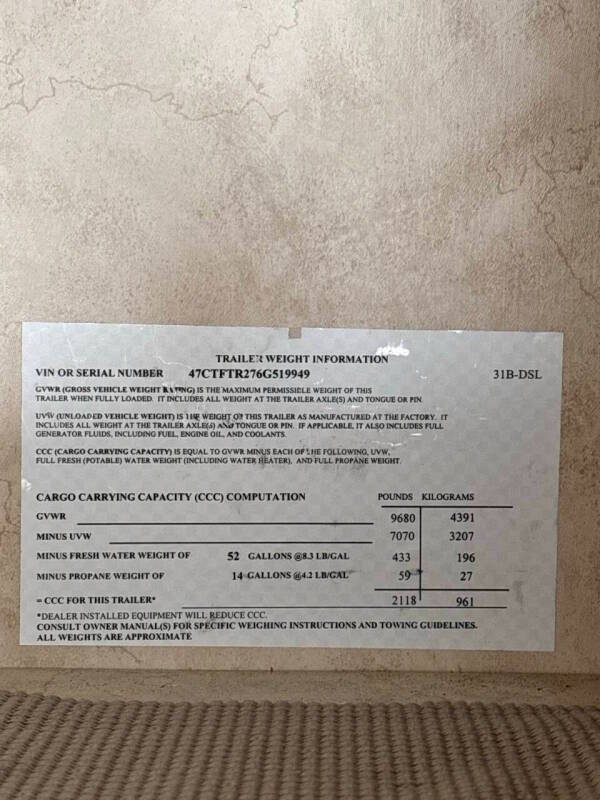 TRAILER WEIGHT INFORMATION
VIN OR SERIAL NUMBER 47CTFTR276G519949 31B-DSL
GVWR (GROSS VEHICLE WEIGHT RATING) IS THE MAXIMUM PERMISSIBLE WEIGHT OF THIS
TRAILER WHEN FULLY LOADED. IT INCLUDES ALL WEIGHT AT THE TRAILER AXLE(S) AND TONGUE OR PIN.
UVW (UNLOADED VEHICLE WEIGHT) IS THE WEIGHT OF THIS TRAILER AS MANUFACTURED AT THE FACTORY. IT
INCLUDES ALL WEIGHT AT THE TRAILER AXLE(S) AND TONGUE OR PIN. IF APPLICABLE, IT ALSO INCLUDES FULL
GENERATOR FLUIDS, INCLUDING FUEL, ENGINE OIL, AND COOLANTS.
CCC (CARGO CARRYING CAPACITY) IS EQUAL TO GVWR MINUS EACH OF THE FOLLOWING, UVW,
FULL FRESH (POTABLE) WATER WEIGHT (INCLUDING WATER HEATER), AND FULL PROPANE WEIGHT.
CARGO CARRYING CAPACITY (CCC) COMPUTATION POUNDS KILOGRAMS
GVWR 9680 4391
MINUS UVW 7070 3207
MINUS FRESH WATER WEIGHT OF 52 GALLONS @8.3 LB/GAL 433 196
MINUS PROPANE WEIGHT OF 14 GALLONS @4.2 LB/GAL 59 27
= CCC FOR THIS TRAILER* 2118 961
*DEALER INSTALLED EQUIPMENT WILL REDUCE CCC.
CONSULT OWNER MANUAL(S) FOR SPECIFIC WEIGHING INSTRUCTIONS AND TOWING GUIDELINES.
ALL WEIGHTS ARE APPROXIMATE